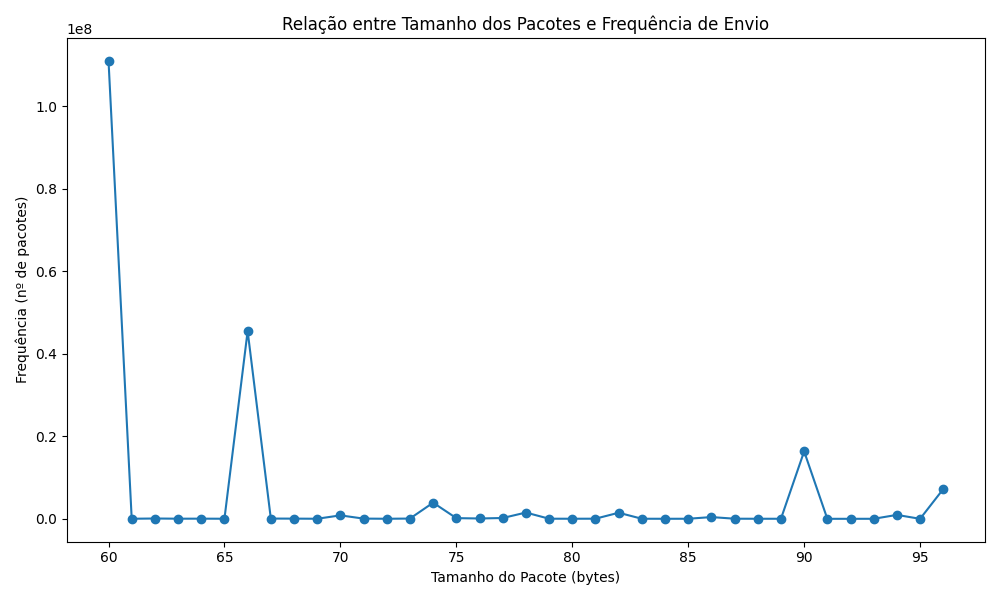 Relação entre Tamanho dos Pacotes e Frequência de Envio
1e8
1.0
0.8
0.6
0.4
0.2
0.0
Frequência (nº de pacotes)
60 65 70 75 80 85 90 95
Tamanho do Pacote (bytes)